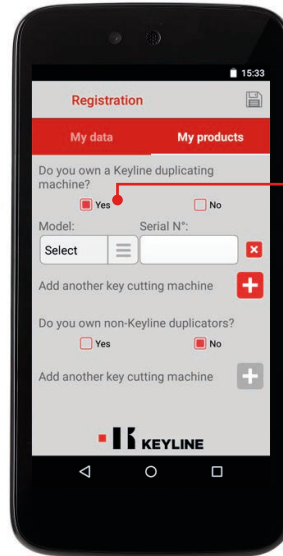 15:33
Registration
My data My products
Do you own a Keyline duplicating
machine?
Yes No
Model: Serial N°:
Select
Add another key cutting machine
Do you own non-Keyline duplicators?
Yes No
Add another key cutting machine
KEYLINE